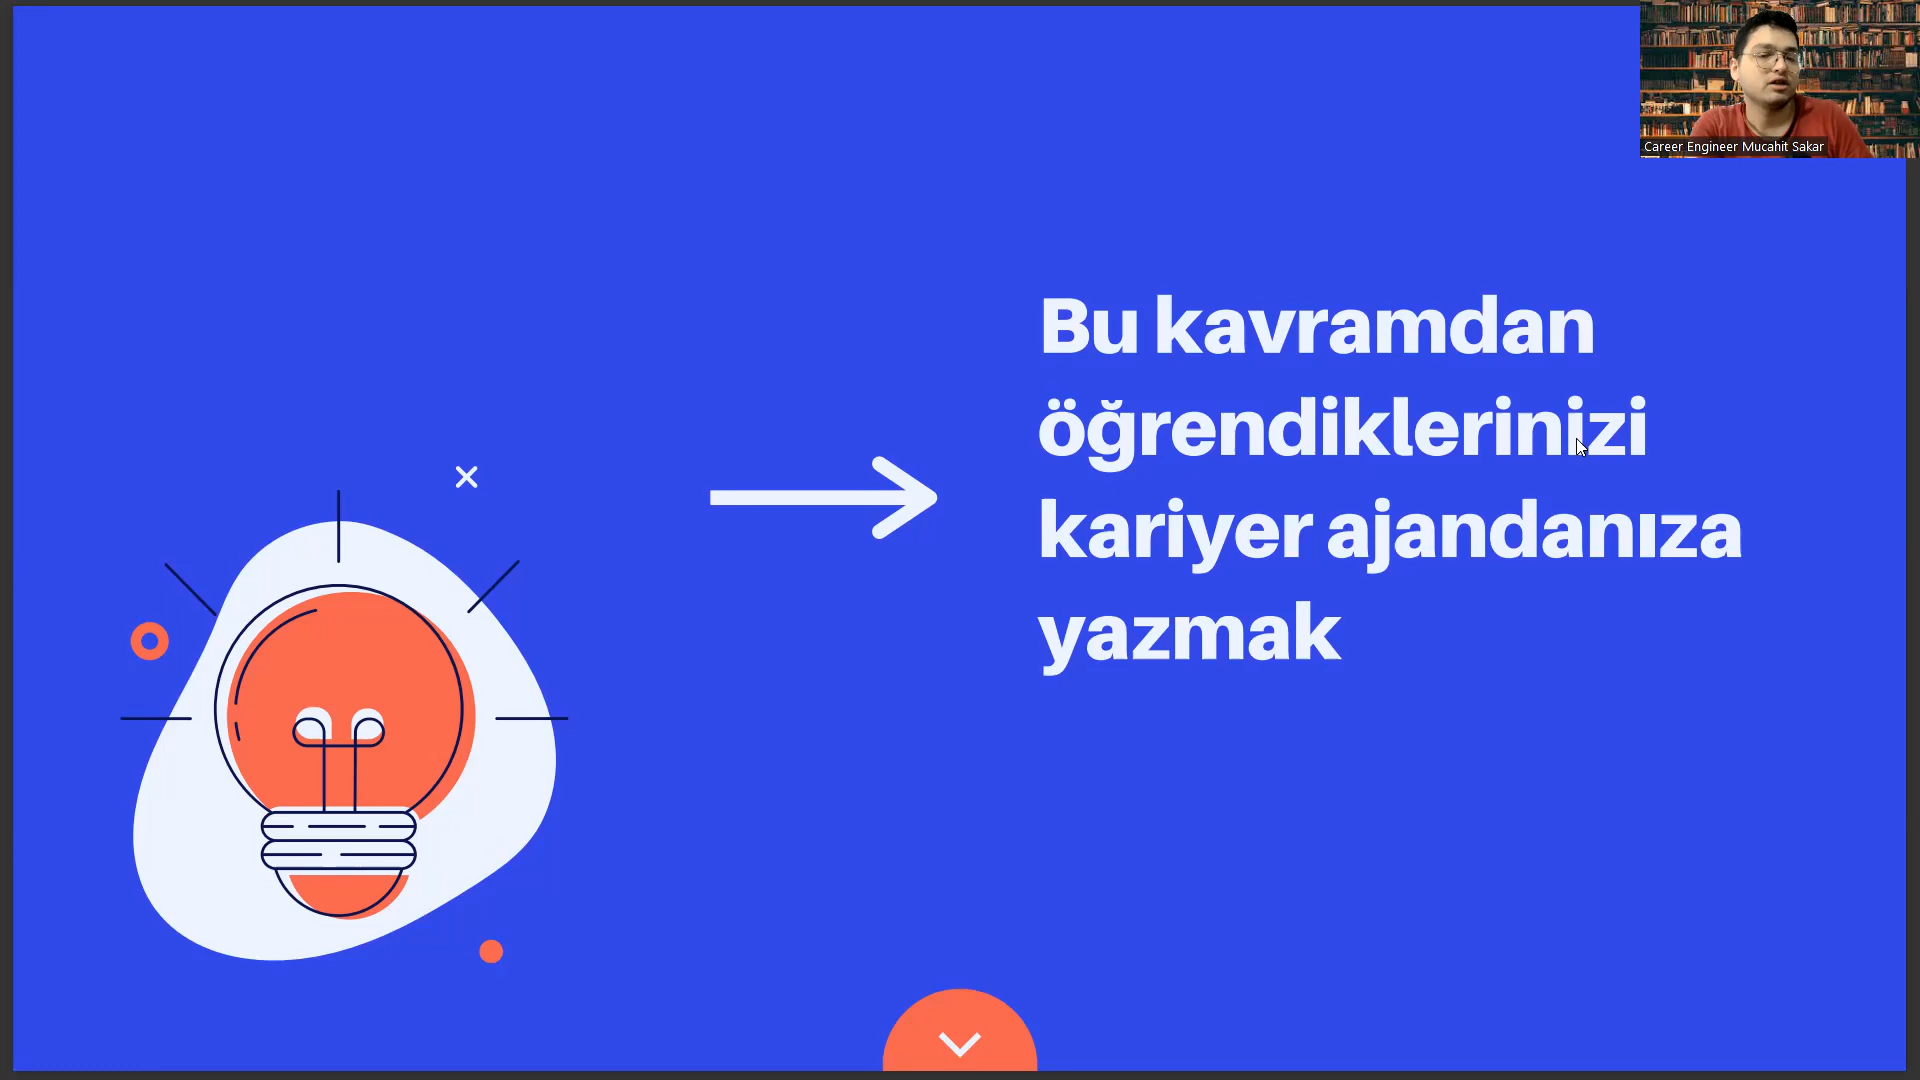 Career Engineer Mucahit Sakar
Bu kavramdan
öğrendiklerinizi
kariyer ajandanıza
yazmak